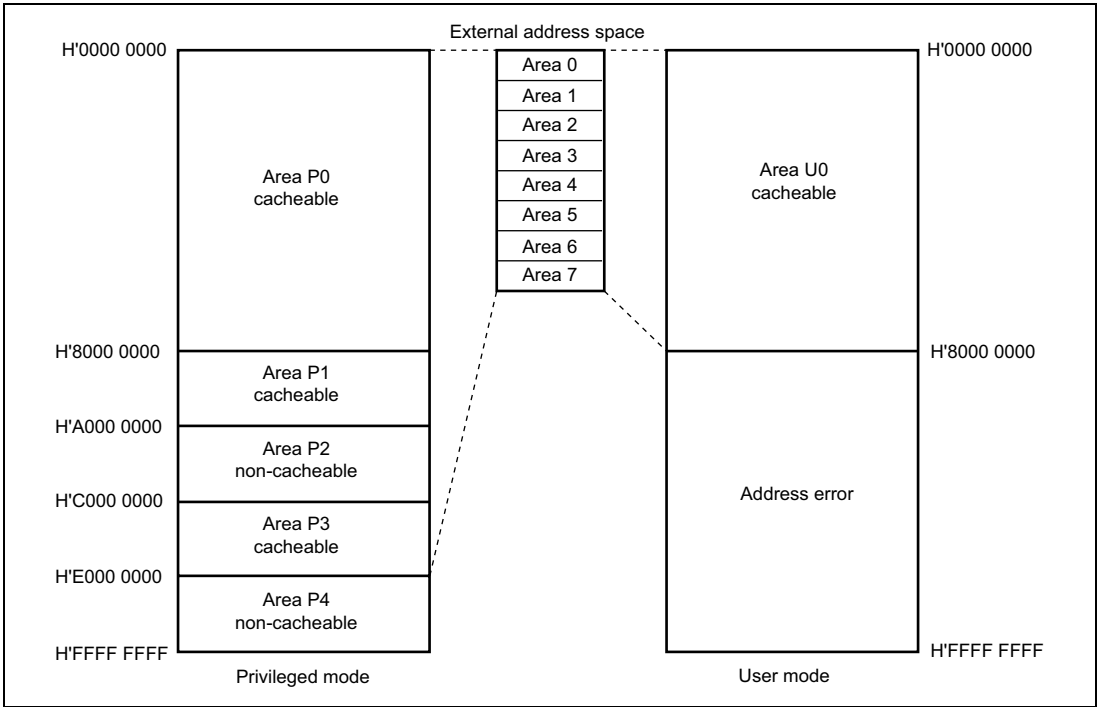 External address space
H'0000 0000
Area P0
cacheable
H'8000 0000
Area P1
cacheable
H'A000 0000
Area P2
non-cacheable
H'C000 0000
Area P3
cacheable
H'E000 0000
Area P4
non-cacheable
H'FFFF FFFF
Privileged mode
Area 0
Area 1
Area 2
Area 3
Area 4
Area 5
Area 6
Area 7
H'0000 0000
Area U0
cacheable
H'8000 0000
Address error
H'FFFF FFFF
User mode